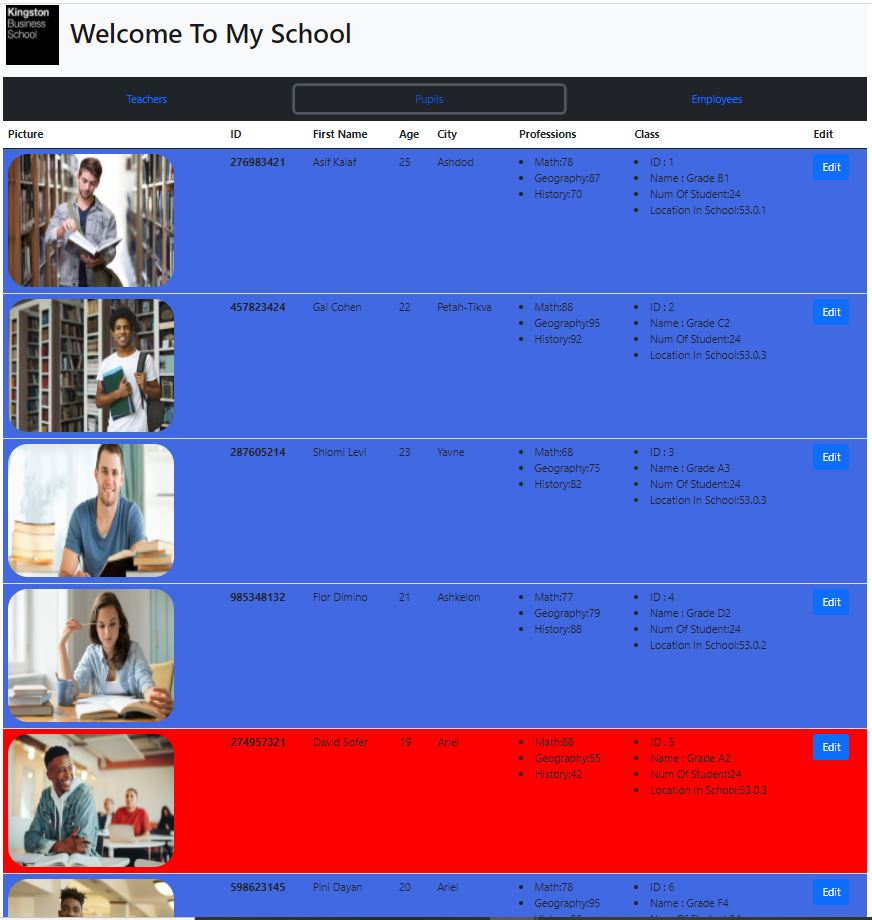 Kingston
Business
School
Welcome To My School
Teachers Pupils Employees
Picture ID First Name Age City Professions Class Edit
276983421 Asif Kalaf 25 Ashdod Math:78 ID : 1 Edit
Geography:87 Name : Grade B1
History:70 Num Of Student:24
Location In School:53.0.1
457823424 Gal Cohen 22 Petah-Tikva Math:88 ID : 2 Edit
Geography:95 Name : Grade C2
History:92 Num Of Student:24
Location In School:53.0.3
287605214 Shlomi Levi 23 Yavne Math:68 ID : 3 Edit
Geography:75 Name : Grade A3
History:82 Num Of Student:24
Location In School:53.0.3
985348132 Flor Dimino 21 Ashkelon Math:77 ID : 4 Edit
Geography:79 Name : Grade D2
History:88 Num Of Student:24
Location In School:53.0.2
274957321 David Sofer 19 Ariel Math:88 ID : 5 Edit
Geography:55 Name : Grade A2
History:42 Num Of Student:24
Location In School:53.0.3
598623145 Pini Dayan 20 Ariel Math:78 ID : 6 Edit
Geography:95 Name : Grade F4